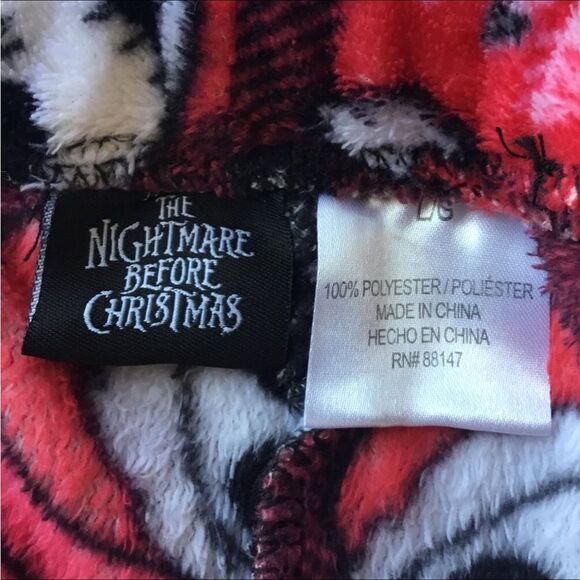 THE
NIGHTMARE
BEFORE
CHRISTMAS
L/G
100% POLYESTER / POLIÉSTER
MADE IN CHINA
HECHO EN CHINA
RN# 88147